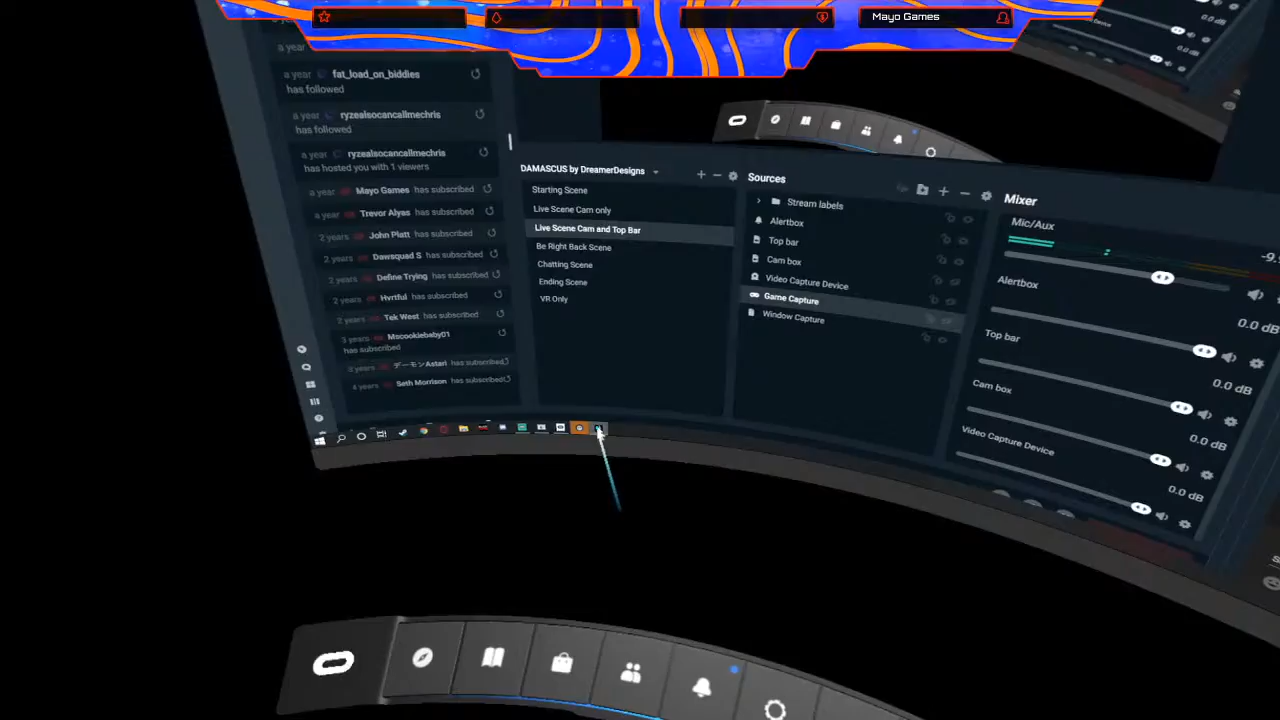 Mayo Games
a year
a year fat_load_on_biddies
has followed
a year ryzealsocancallmechris
has followed
a year ryzealsocancallmechris
has hosted you with 1 viewers
a year Mayo Games has subscribed
a year Trevor Alyas has subscribed
2 years John Platt has subscribed
2 years Dawsquad S has subscribed
2 years Define Trying has subscribed
2 years Hvrtful has subscribed
2 years Tek West has subscribed
3 years Mscookiebaby01
has subscribed
3 years デーモンAstari has subscribed
4 years Seth Morrison has subscribed
DAMASCUS by DreamerDesigns
Starting Scene
Live Scene Cam only
Live Scene Cam and Top Bar
Be Right Back Scene
Chatting Scene
Ending Scene
VR Only
Sources
Stream labels
Alertbox
Top bar
Cam box
Video Capture Device
Game Capture
Window Capture
Mixer
Mic/Aux
Alertbox
0.0 dB
Top bar
0.0 dB
Cam box
0.0 dB
Video Capture Device
0.0 dB
0.0 dB
0.0 dB